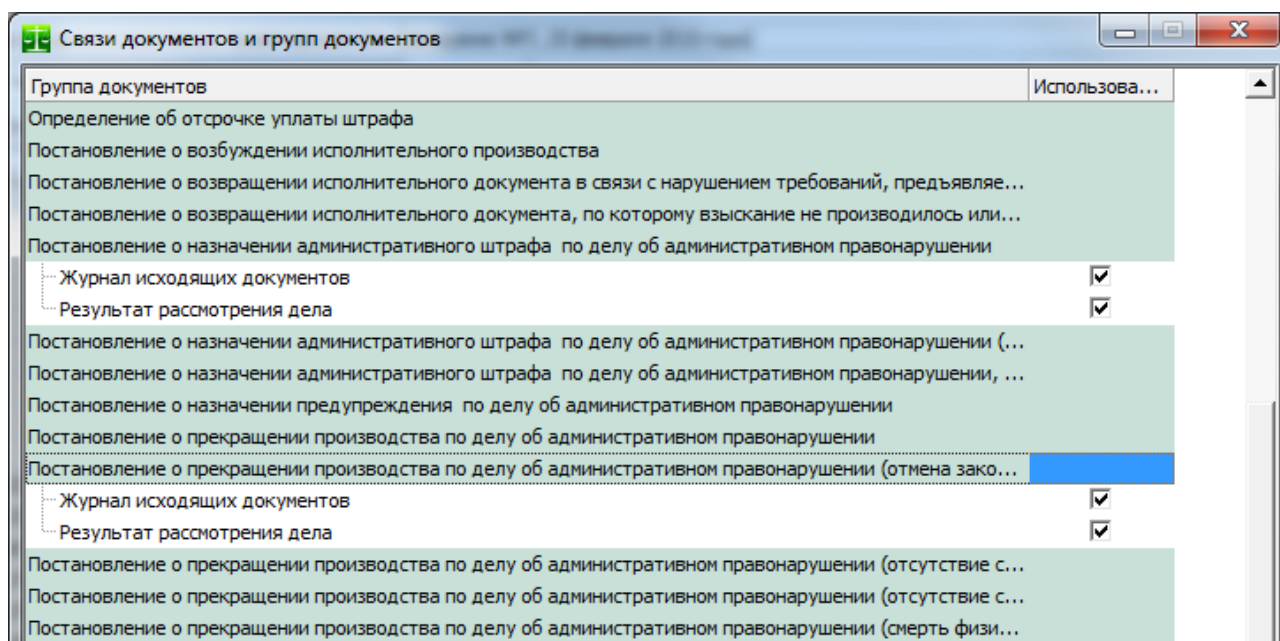 Связи документов и групп документов
Группа документов Использова...
Определение об отсрочке уплаты штрафа
Постановление о возбуждении исполнительного производства
Постановление о возвращении исполнительного документа в связи с нарушением требований, предъявляе...
Постановление о возвращении исполнительного документа, по которому взыскание не производилось или...
Постановление о назначении административного штрафа по делу об административном правонарушении
Журнал исходящих документов
Результат рассмотрения дела
Постановление о назначении административного штрафа по делу об административном правонарушении (...
Постановление о назначении административного штрафа по делу об административном правонарушении, ...
Постановление о назначении предупреждения по делу об административном правонарушении
Постановление о прекращении производства по делу об административном правонарушении
Постановление о прекращении производства по делу об административном правонарушении (отмена зако...
Журнал исходящих документов
Результат рассмотрения дела
Постановление о прекращении производства по делу об административном правонарушении (отсутствие с...
Постановление о прекращении производства по делу об административном правонарушении (отсутствие с...
Постановление о прекращении производства по делу об административном правонарушении (смерть физи...